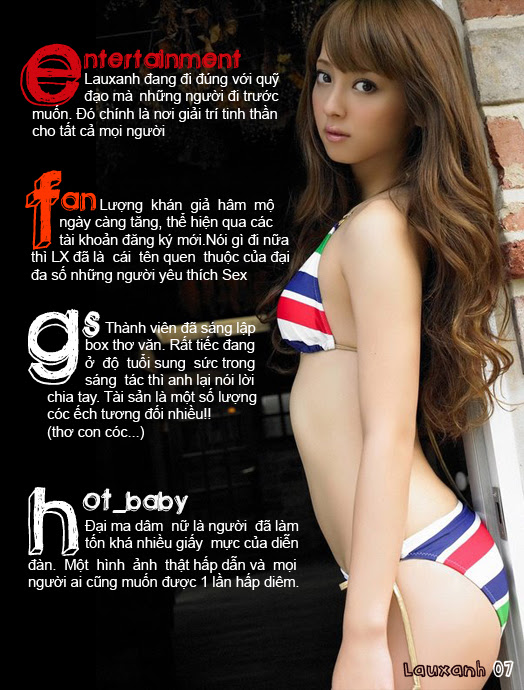 entertainment
Lauxanh đang đi đúng với quỹ
đạo mà những người đi trước
muốn. Đó chính là nơi giải trí tinh thần
cho tất cả mọi người
fan Lượng khán giả hâm mộ
ngày càng tăng, thể hiện qua các
tài khoản đăng ký mới.Nói gì đi nữa
thì LX đã là cái tên quen thuộc của đại
đa số những người yêu thích Sex
gs Thành viên đã sáng lập
box thơ văn. Rất tiếc đang
ở độ tuổi sung sức trong
sáng tác thì anh lại nói lời
chia tay. Tài sản là một số lượng
cóc ếch tương đối nhiều!!
(thơ con cóc...)
hot_baby
Đại ma dâm nữ là người đã làm
tốn khá nhiều giấy mực của diễn
đàn. Một hình ảnh thật hấp dẫn và mọi
người ai cũng muốn được 1 lần hấp diêm.
Lauxanh 07